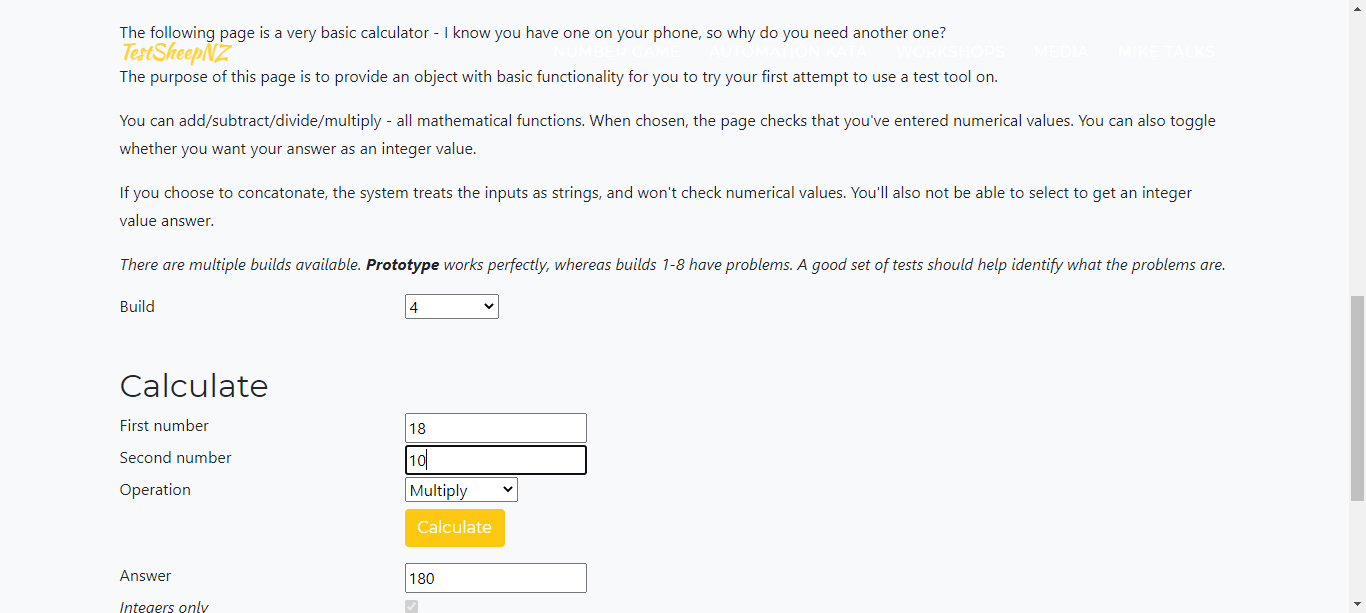 The following page is a very basic calculator - I know you have one on your phone, so why do you need another one?
TestSheepNZ NUMBER GAME AUTOMATION BETA WORKSHOPS MEDIA MIKE TALKS
The purpose of this page is to provide an object with basic functionality for you to try your first attempt to use a test tool on.
You can add/subtract/divide/multiply - all mathematical functions. When chosen, the page checks that you've entered numerical values. You can also toggle
whether you want your answer as an integer value.
If you choose to concatonate, the system treats the inputs as strings, and won't check numerical values. You'll also not be able to select to get an integer
value answer.
There are multiple builds available. Prototype works perfectly, whereas builds 1-8 have problems. A good set of tests should help identify what the problems are.
Build 4
Calculate
First number 18
Second number 10
Operation Multiply
Calculate
Answer 180
Integers only